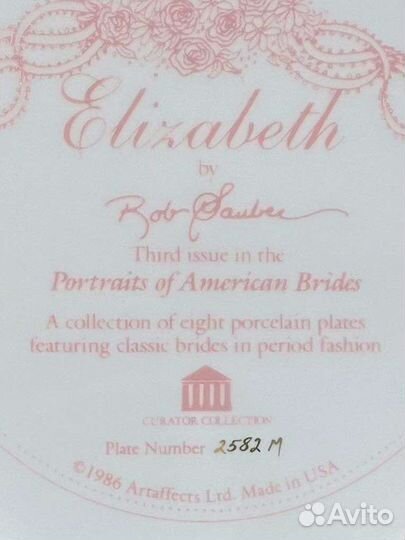 Elizabeth
by
Rob Sauber
Third issue in the
Portraits of American Brides
A collection of eight porcelain plates
featuring classic brides in period fashion
CURATOR COLLECTION
Plate Number 2582 M
©1986 Artaffects Ltd. Made in USA
Avito